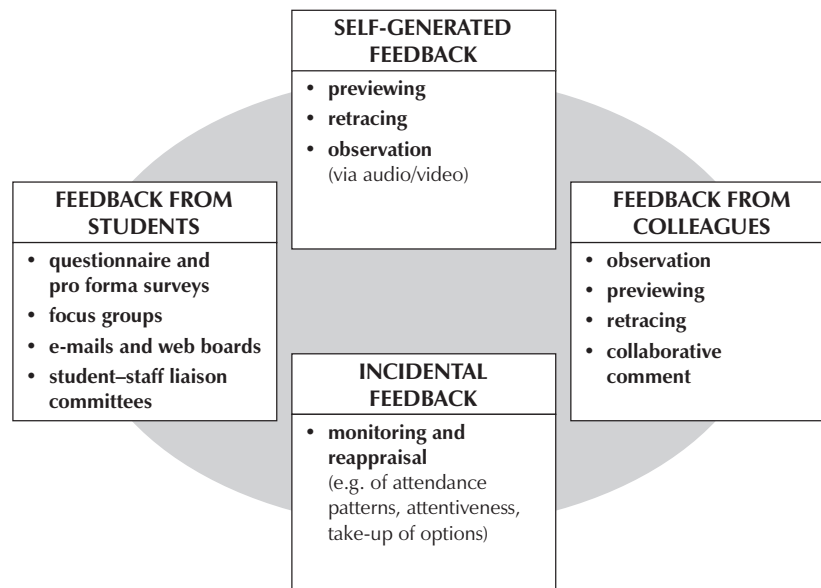 SELF-GENERATED
FEEDBACK
• previewing
• retracing
• observation
(via audio/video)
FEEDBACK FROM
STUDENTS
• questionnaire and
pro forma surveys
• focus groups
• e-mails and web boards
• student–staff liaison
committees
FEEDBACK FROM
COLLEAGUES
• observation
• previewing
• retracing
• collaborative
comment
INCIDENTAL
FEEDBACK
• monitoring and
reappraisal
(e.g. of attendance
patterns, attentiveness,
take-up of options)